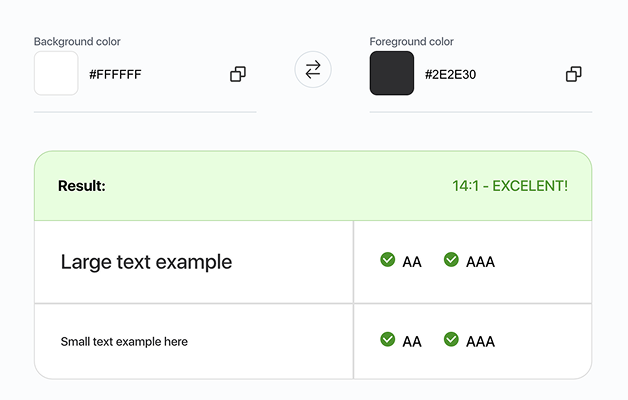 Background color
Foreground color
#FFFFFF
#2E2E30
Result:
14:1 - EXCELENT!
Large text example
AA
AAA
Small text example here
AA
AAA